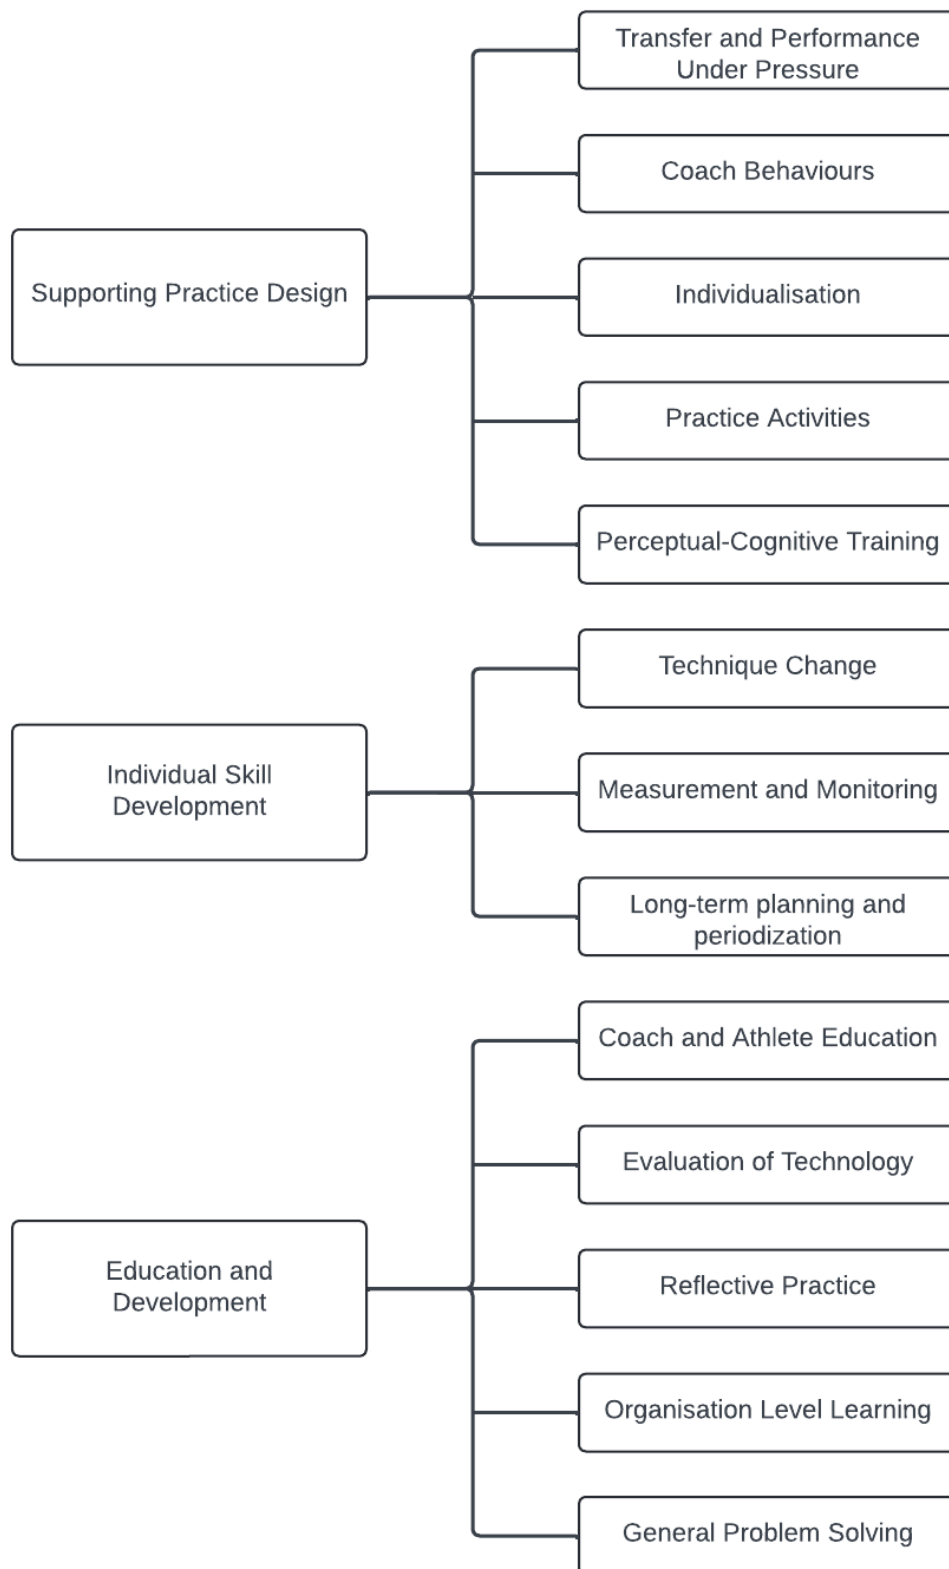 Transfer and Performance
Under Pressure
Coach Behaviours
Supporting Practice Design
Individualisation
Practice Activities
Perceptual-Cognitive Training
Technique Change
Individual Skill
Development
Measurement and Monitoring
Long-term planning and
periodization
Coach and Athlete Education
Evaluation of Technology
Education and
Development
Reflective Practice
Organisation Level Learning
General Problem Solving